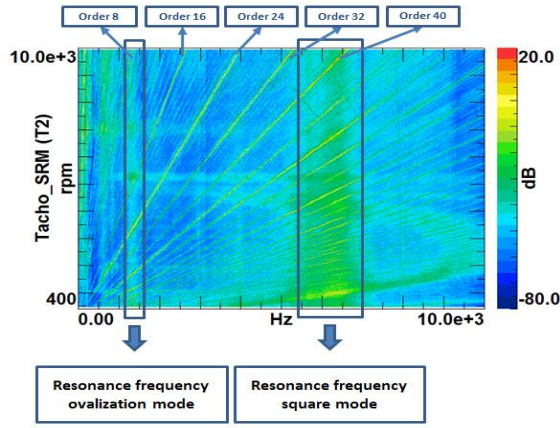 Order 8
Order 16
Order 24
Order 32
Order 40
10.0e+3
Tacho_SRM (T2)
rpm
400
0.00
Hz
10.0e+3
20.0
dB
-80.0
Resonance frequency
ovalization mode
Resonance frequency
square mode